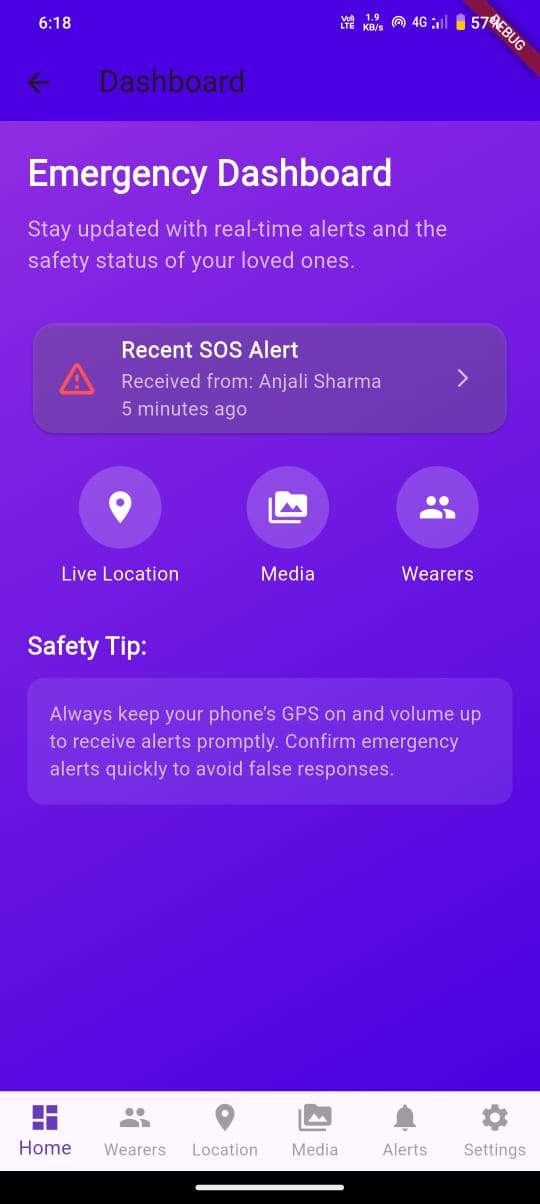 6:18
Vo))
LTE
1.9
KB/s
4G
57%
DEBUG
Dashboard
Emergency Dashboard
Stay updated with real-time alerts and the
safety status of your loved ones.
Recent SOS Alert
Received from: Anjali Sharma
5 minutes ago
Live Location
Media
Wearers
Safety Tip:
Always keep your phone’s GPS on and volume up
to receive alerts promptly. Confirm emergency
alerts quickly to avoid false responses.
Home
Wearers
Location
Media
Alerts
Settings